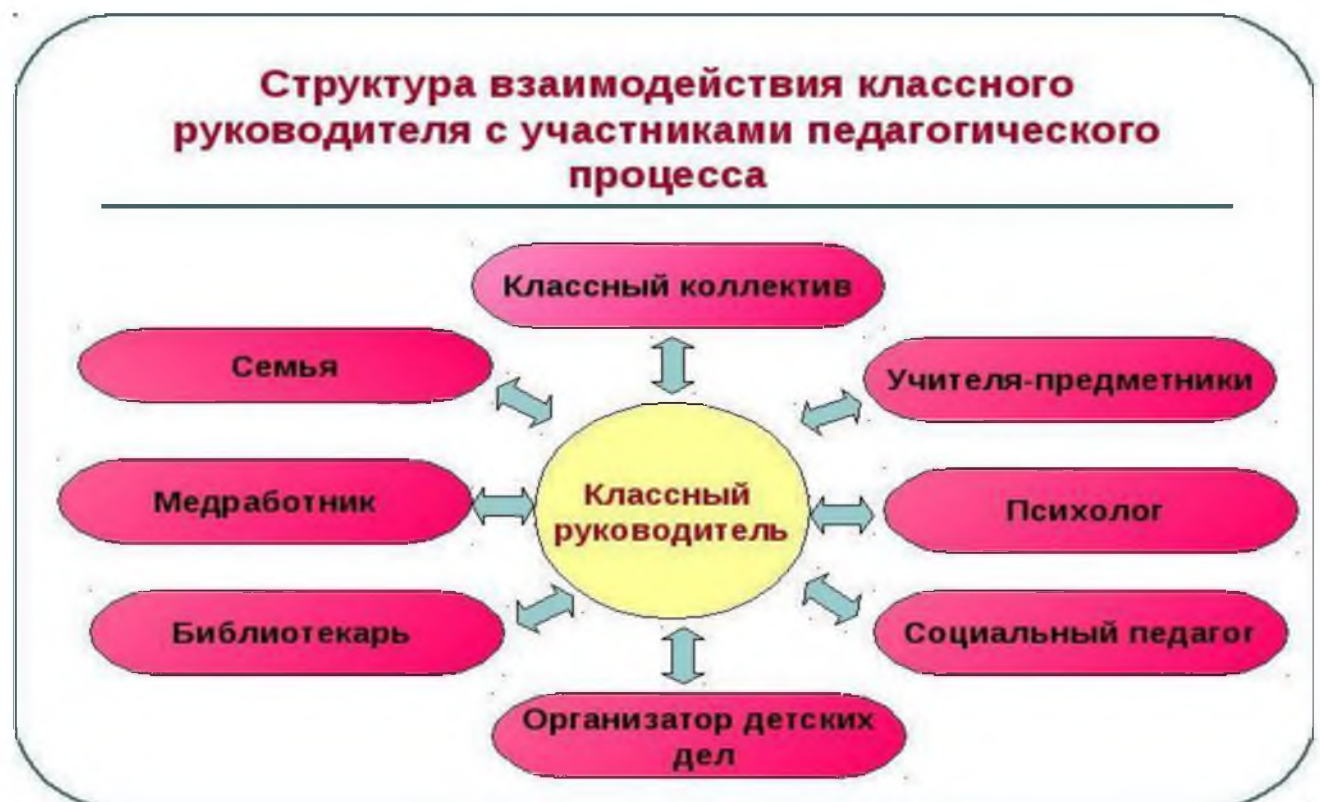 Структура взаимодействия классного
руководителя с участниками педагогического
процесса
Классный коллектив
Семья
Учителя-предметники
Медработник
Классный
руководитель
Психолог
Библиотекарь
Социальный педагог
Организатор детских
дел